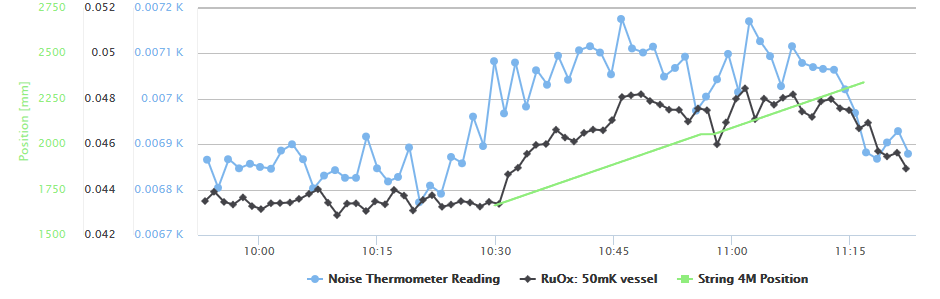 2750 0.052 0.0072 K
2500 0.05 0.0071 K
2250 0.048 0.007 K
2000 0.046 0.0069 K
1750 0.044 0.0068 K
1500 0.042 0.0067 K
Position [mm]
10:00 10:15 10:30 10:45 11:00 11:15
Noise Thermometer Reading RuOx: 50mK vessel String 4M Position